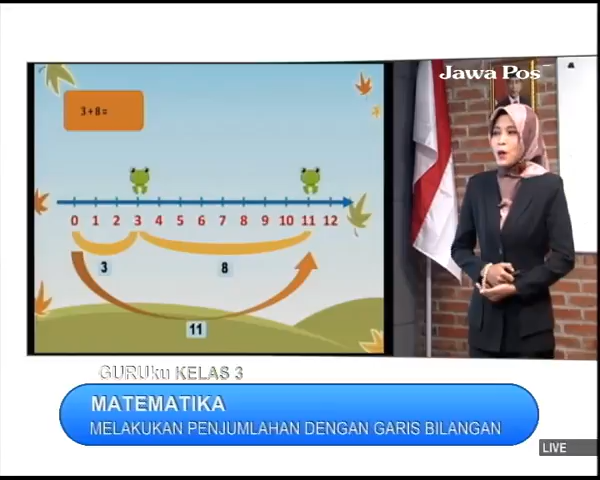 Jawa Pos
3+8=
0 1 2 3 4 5 6 7 8 9 10 11 12
3 8
11
GURUku KELAS 3
MATEMATIKA
MELAKUKAN PENJUMLAHAN DENGAN GARIS BILANGAN
LIVE